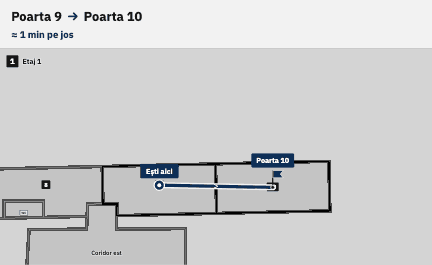 Poarta 9 → Poarta 10
≈ 1 min pe jos
1 Etaj 1
Poarta 10
Ești aici
Coridor est